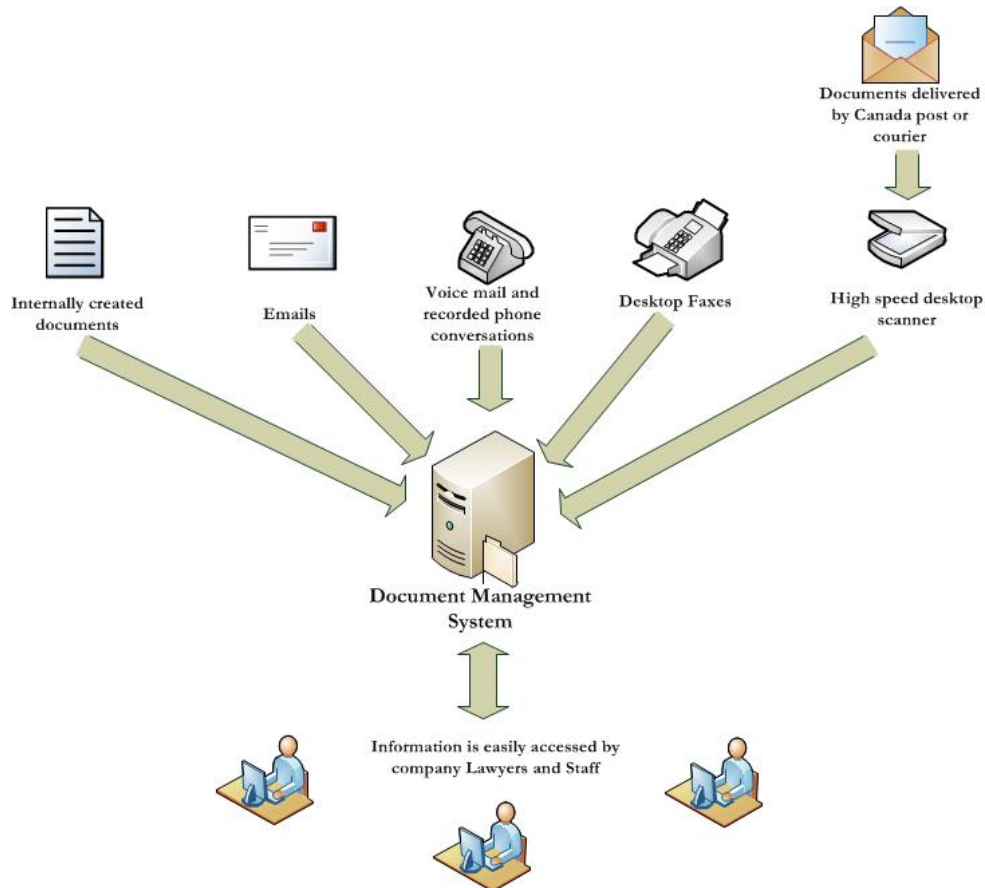 Documents delivered
by Canada post or
courier
Internally created
documents
Emails
Voice mail and
recorded phone
conversations
Desktop Faxes
High speed desktop
scanner
Document Management
System
Information is easily accessed by
company Lawyers and Staff